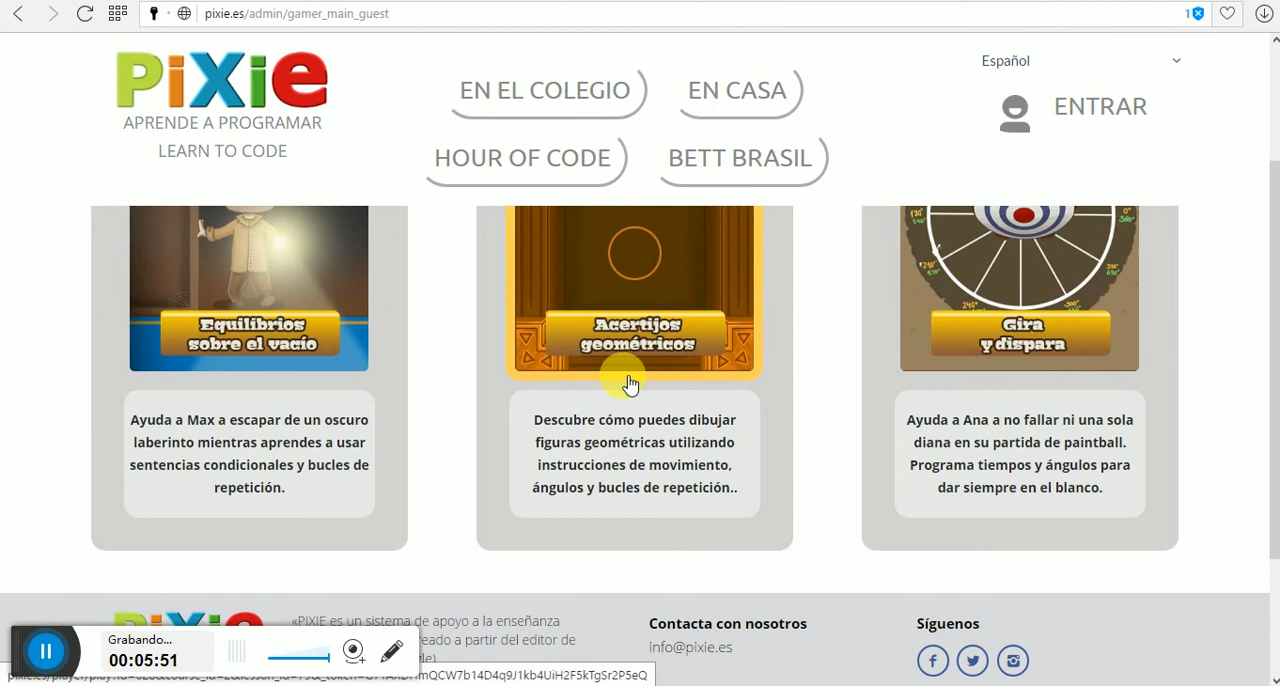 pixie.es/admin/gamer_main_guest
1
PiXie
APRENDE A PROGRAMAR
LEARN TO CODE
EN EL COLEGIO
EN CASA
HOUR OF CODE
BETT BRASIL
Español
ENTRAR
Equilibrios
sobre el vacío
Ayuda a Max a escapar de un oscuro
laberinto mientras aprendes a usar
sentencias condicionales y bucles de
repetición.
Acertijos
geométricos
Descubre cómo puedes dibujar
figuras geométricas utilizando
instrucciones de movimiento,
ángulos y bucles de repetición..
Gira
y dispara
Ayuda a Ana a no fallar ni una sola
diana en su partida de paintball.
Programa tiempos y ángulos para
dar siempre en el blanco.
PiXie
«PIXIE es un sistema de apoyo a la enseñanza
creado a partir del editor de
Contacta con nosotros
info@pixie.es
Síguenos
Grabando...
00:05:51